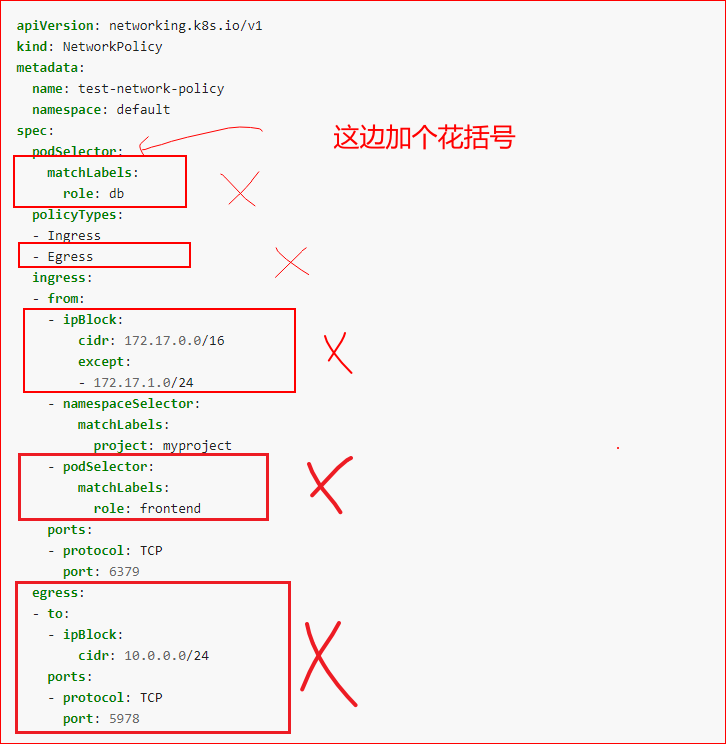 apiVersion: networking.k8s.io/v1
kind: NetworkPolicy
metadata:
  name: test-network-policy
  namespace: default
spec:
  podSelector:
这边加个花括号
    matchLabels:
      role: db
  policyTypes:
  - Ingress
  - Egress
  ingress:
  - from:
    - ipBlock:
        cidr: 172.17.0.0/16
        except:
        - 172.17.1.0/24
    - namespaceSelector:
        matchLabels:
          project: myproject
    - podSelector:
        matchLabels:
          role: frontend
    ports:
    - protocol: TCP
      port: 6379
  egress:
  - to:
    - ipBlock:
        cidr: 10.0.0.0/24
    ports:
    - protocol: TCP
      port: 5978